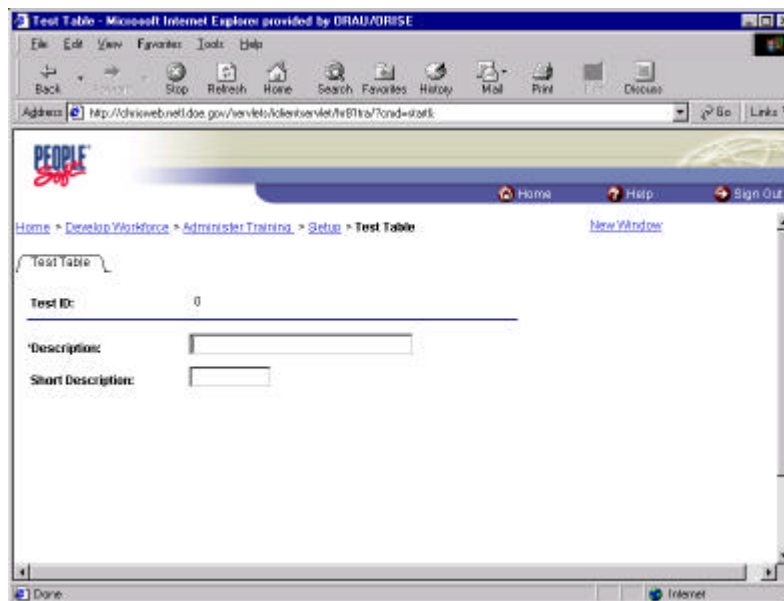 Test Table - Microsoft Internet Explorer provided by ORAU/ORISE
File Edit View Favorites Tools Help
Back Forward Stop Refresh Home Search Favorites History Mail Print Edit Discuss
Address Go Links
PEOPLE
Soft
Home Help Sign Out
Home > Develop Workforce > Administer Training > Setup > Test Table New Window
Test Table
Test ID: 0
*Description:
Short Description:
Done Internet